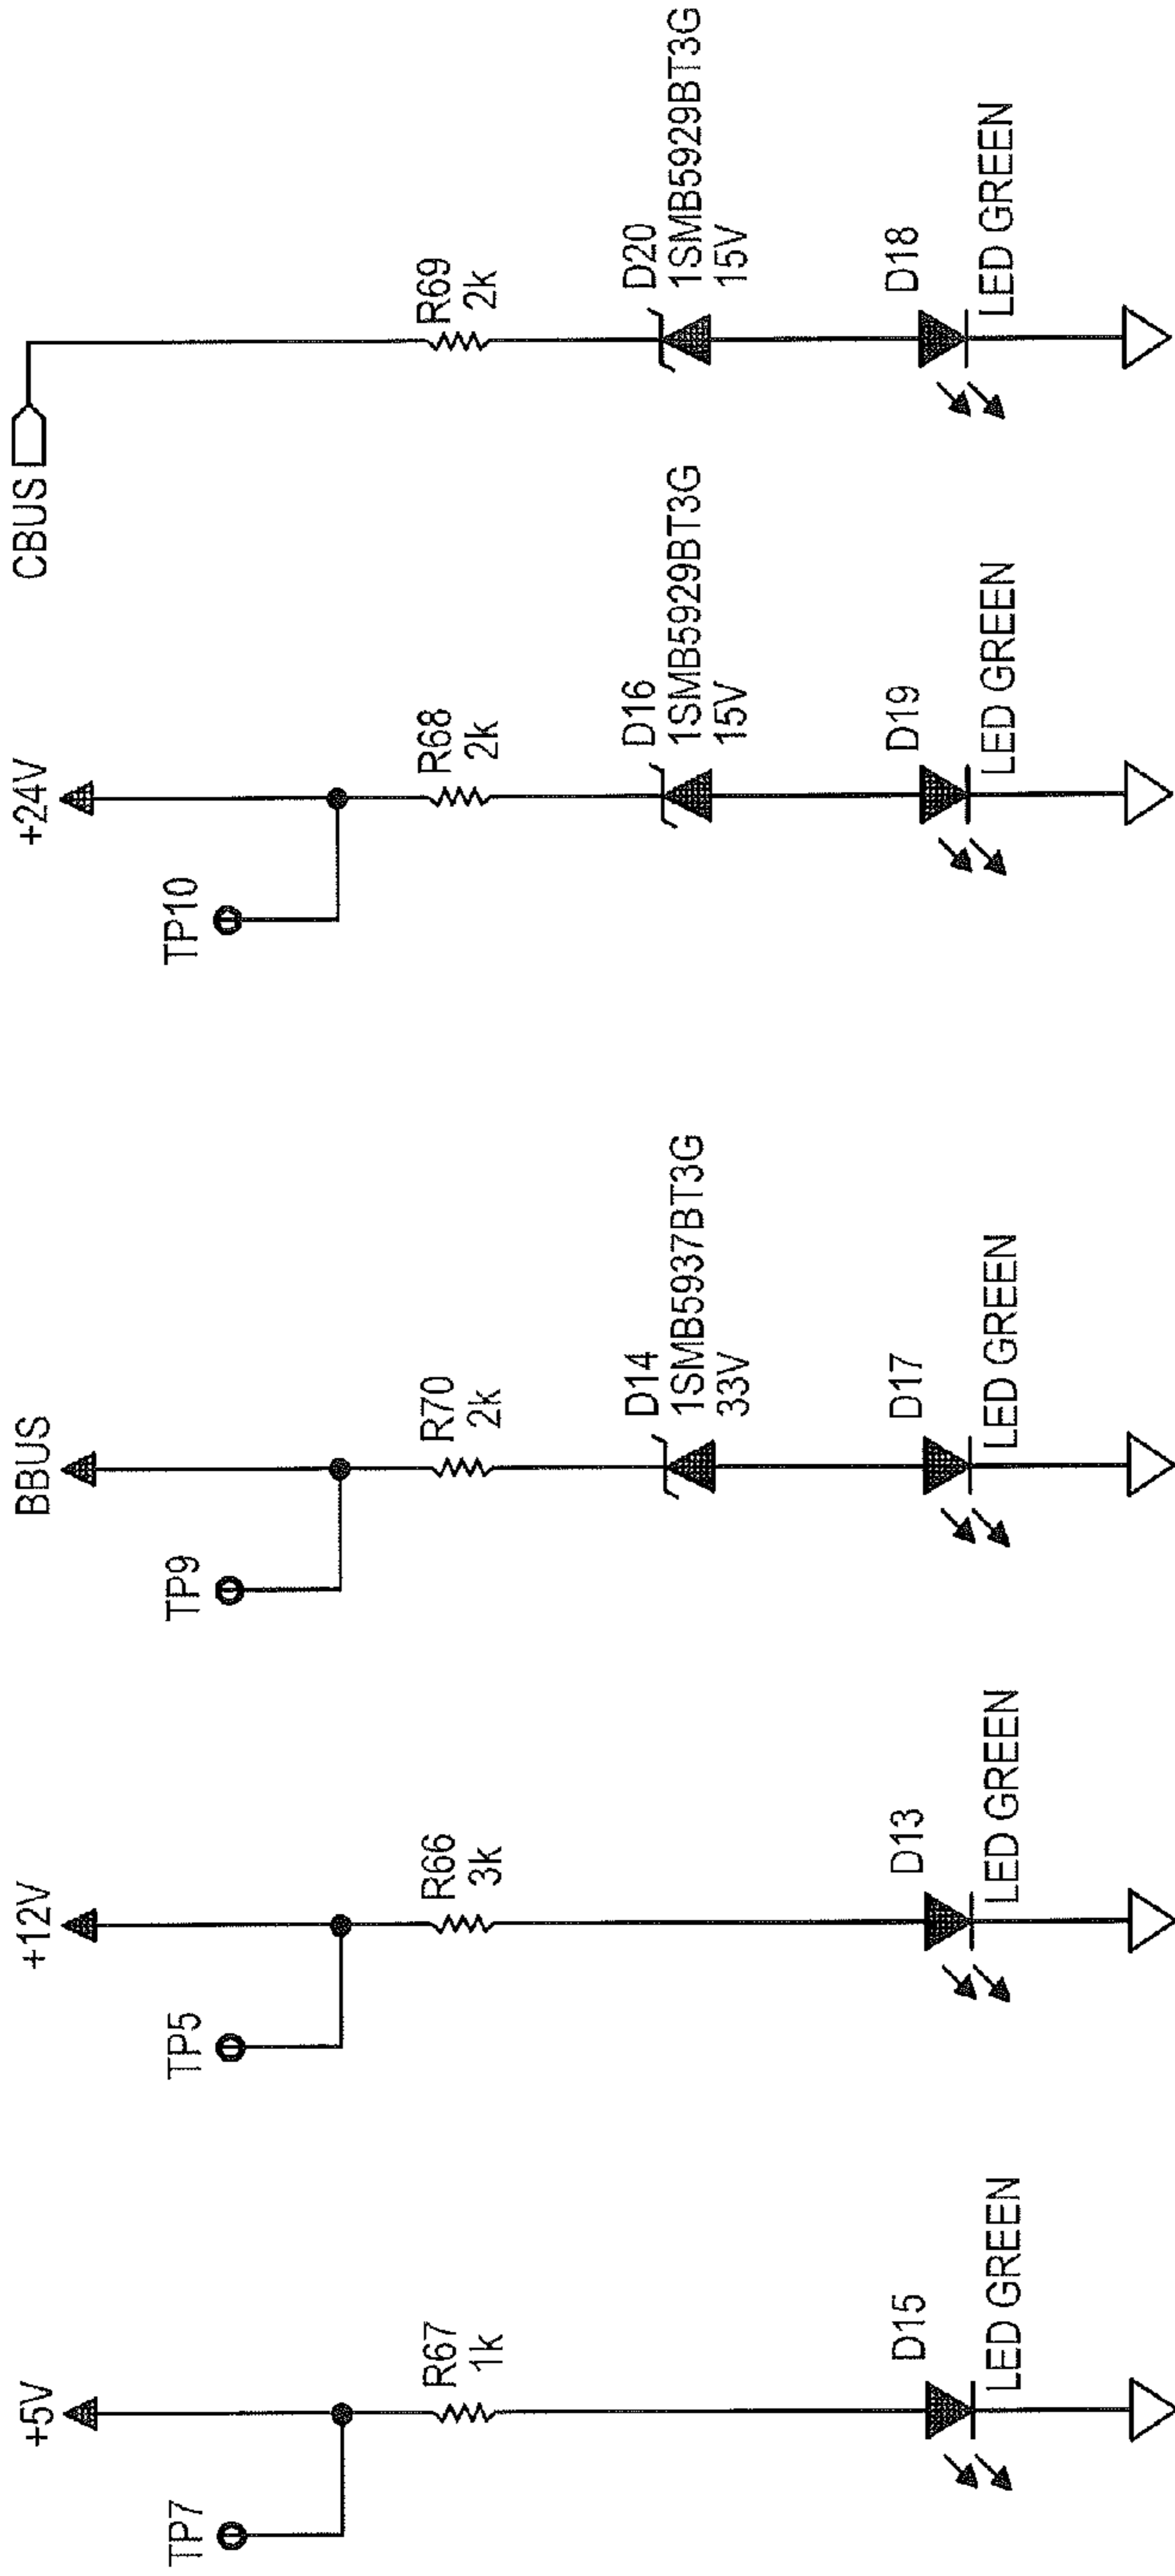 +5V
TP7
R67
1k
D15
LED GREEN
+12V
TP5
R66
3k
D13
LED GREEN
BBUS
TP9
R70
2k
D14
1SMB5937BT3G
33V
D17
LED GREEN
+24V
TP10
R68
2k
D16
1SMB5929BT3G
15V
D19
LED GREEN
CBUS
R69
2k
D20
1SMB5929BT3G
15V
D18
LED GREEN